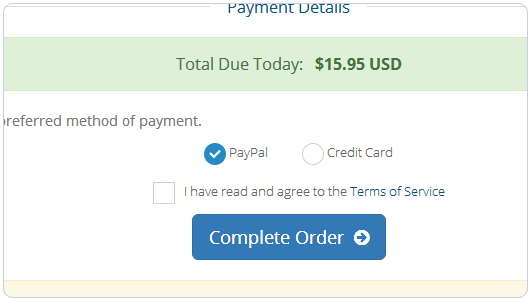 Payment Details
Total Due Today: $15.95 USD
preferred method of payment.
PayPal Credit Card
I have read and agree to the Terms of Service
Complete Order